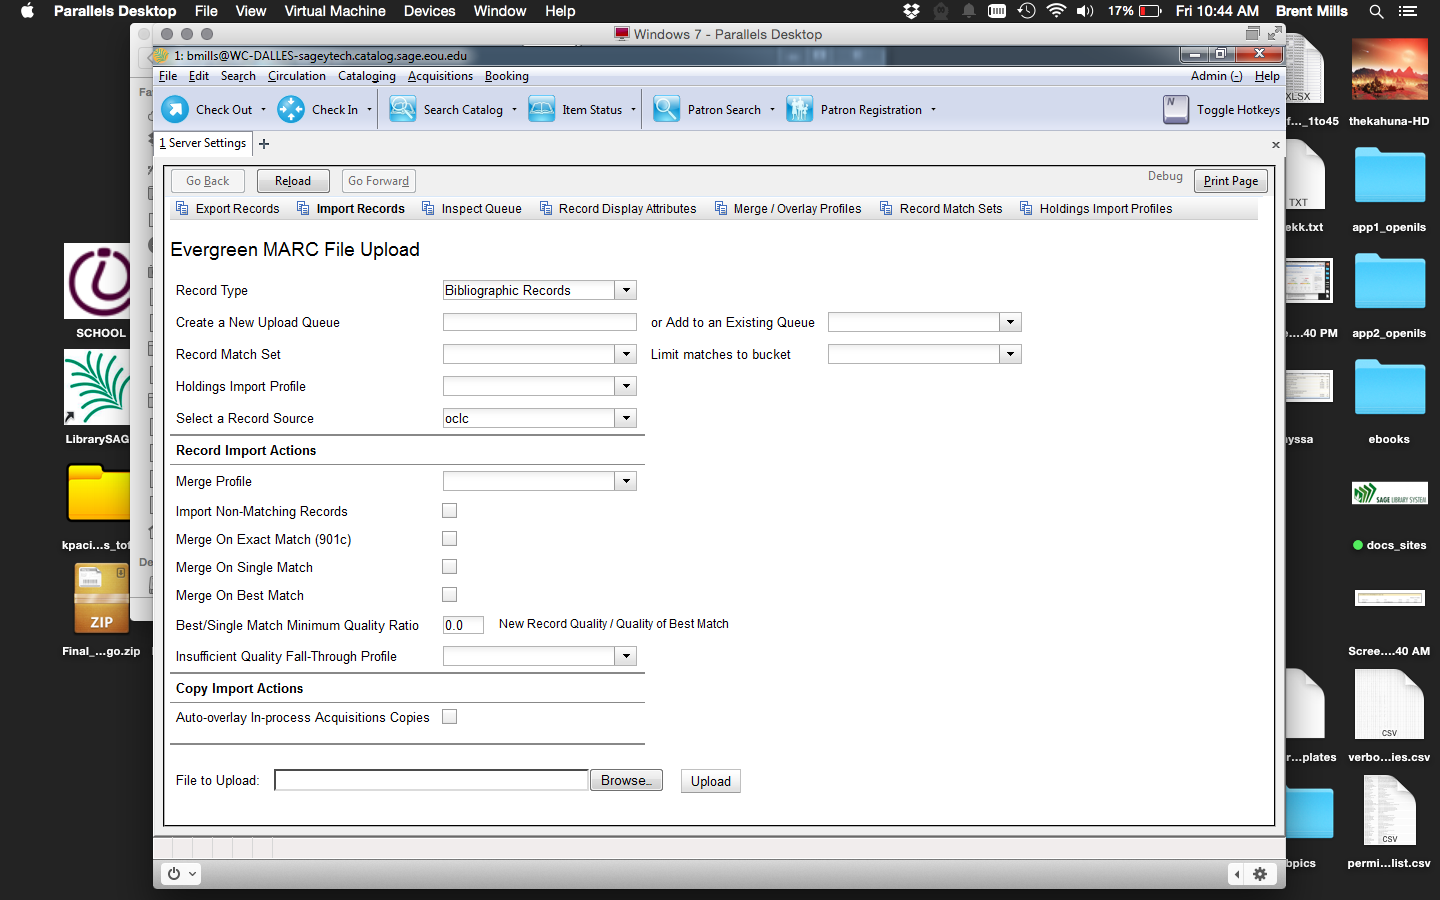 Parallels Desktop File View Virtual Machine Devices Window Help 17% Fri 10:44 AM Brent Mills
Windows 7 - Parallels Desktop
1: bmills@WC-DALLES-sageytech.catalog.sage.eou.edu
File Edit Search Circulation Cataloging Acquisitions Booking Admin (-) Help
Check Out Check In Search Catalog Item Status Patron Search Patron Registration N Toggle Hotkeys
1 Server Settings
Go Back Reload Go Forward Debug Print Page
Export Records Import Records Inspect Queue Record Display Attributes Merge / Overlay Profiles Record Match Sets Holdings Import Profiles
Evergreen MARC File Upload
Record Type Bibliographic Records
Create a New Upload Queue or Add to an Existing Queue
Record Match Set Limit matches to bucket
Holdings Import Profile
Select a Record Source oclc
Record Import Actions
Merge Profile
Import Non-Matching Records
Merge On Exact Match (901c)
Merge On Single Match
Merge On Best Match
Best/Single Match Minimum Quality Ratio 0.0 New Record Quality / Quality of Best Match
Insufficient Quality Fall-Through Profile
Copy Import Actions
Auto-overlay In-process Acquisitions Copies
File to Upload: Browse... Upload
Fa
De
SCHOOL
LibrarySAG
kpaci...s_tof
ZIP
Final_...go.zip
XLSX
f..._1to45
thekahuna-HD
TXT
ekk.txt
app1_openils
....40 PM
app2_openils
yssa
ebooks
SAGE LIBRARY SYSTEM
docs_sites
Scree....40 AM
r...plates
CSV
verbo...ies.csv
bpics
CSV
permi...list.csv